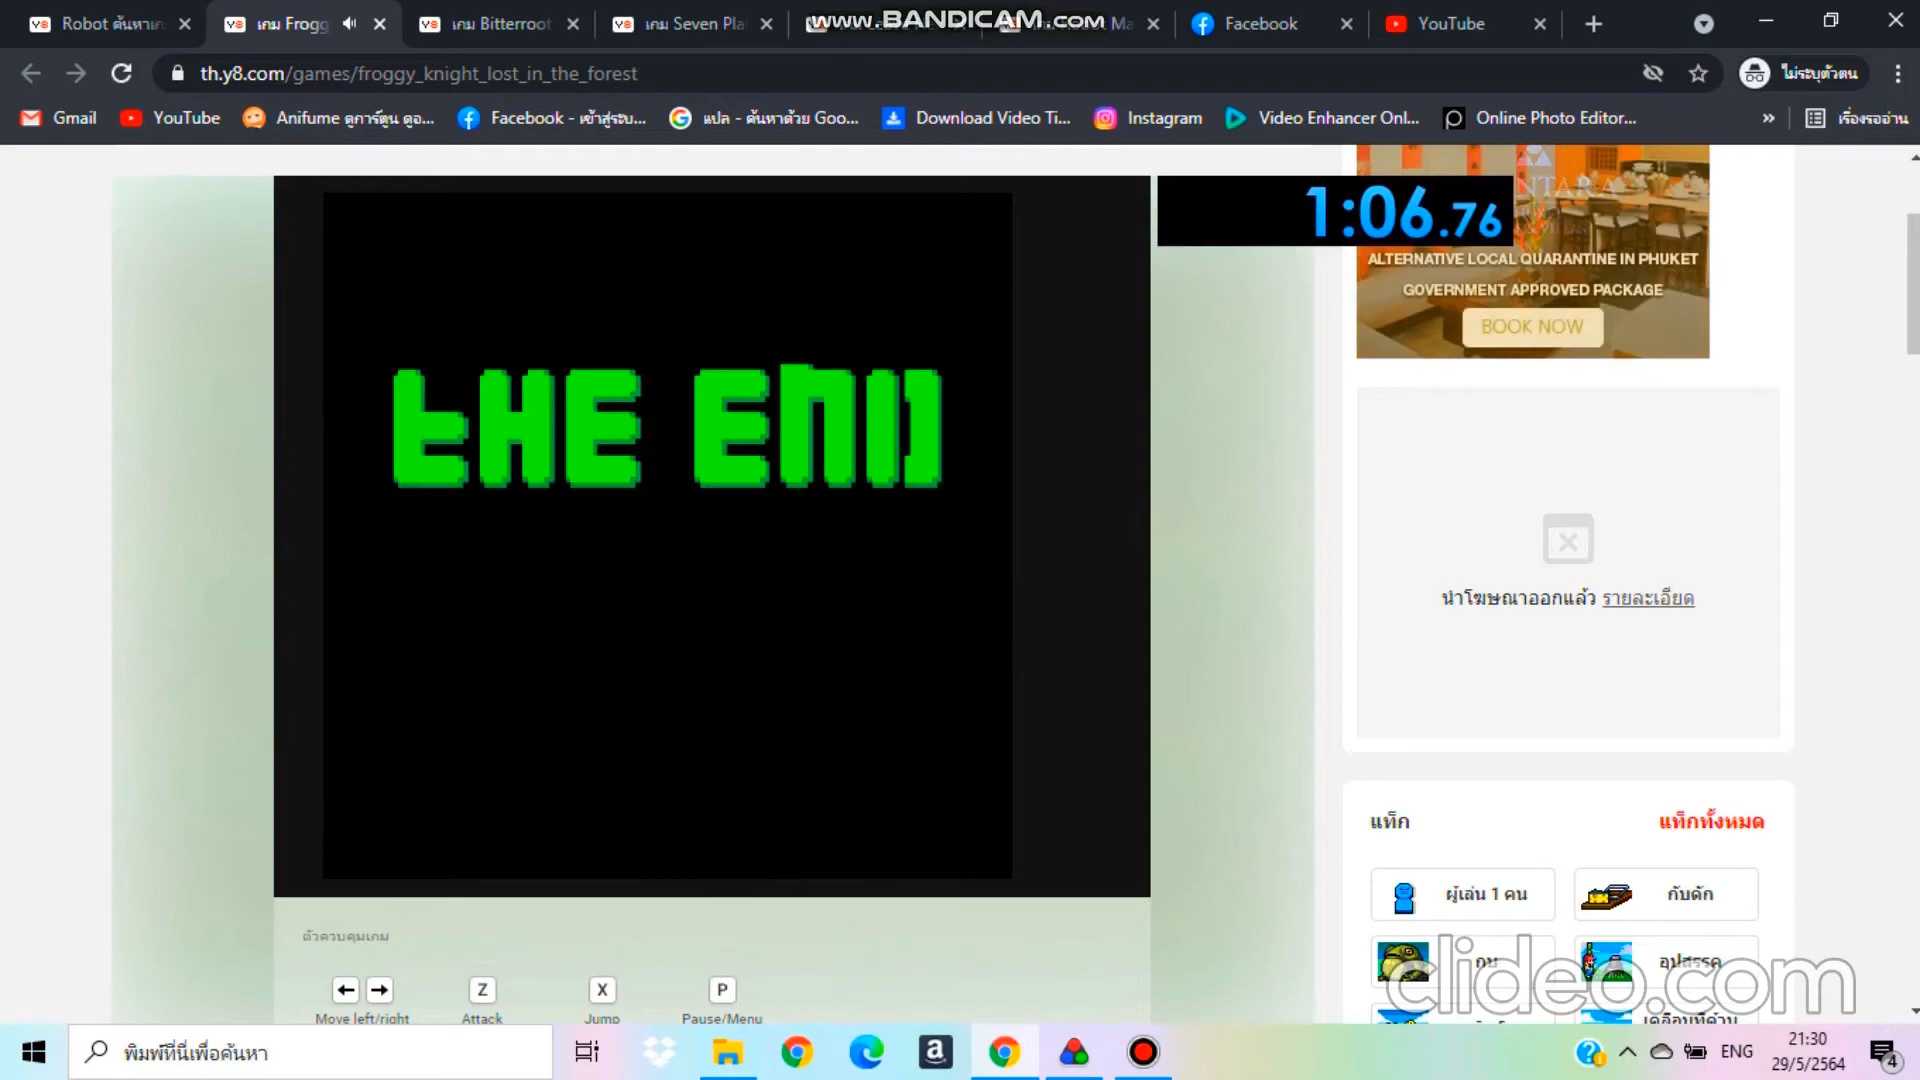 Robot ค้นหาเก
เกม Frogg
เกม Bitterroot
เกม Seven Pla
www.BANDICAM.com
Facebook
YouTube
th.y8.com/games/froggy_knight_lost_in_the_forest
ไม่ระบุตัวตน
Gmail
YouTube
Anifume ดูการ์ตูน ดูอ...
Facebook - เข้าสู่ระบ...
แปล - ค้นหาด้วย Goo...
Download Video Ti...
Instagram
Video Enhancer Onl...
Online Photo Editor...
»
เรื่องรออ่าน
1:06.76
NTARA
ALTERNATIVE LOCAL QUARANTINE IN PHUKET
GOVERNMENT APPROVED PACKAGE
BOOK NOW
tHE END
นำโฆษณาออกแล้ว รายละเอียด
แท็ก
แท็กทั้งหมด
ผู้เล่น 1 คน
กับดัก
กบ
อุปสรรค
clideo.com
ตัวควบคุมเกม
Z
X
P
Move left/right
Attack
Jump
Pause/Menu
พิมพ์ที่นี่เพื่อค้นหา
ENG
21:30
29/5/2564
4